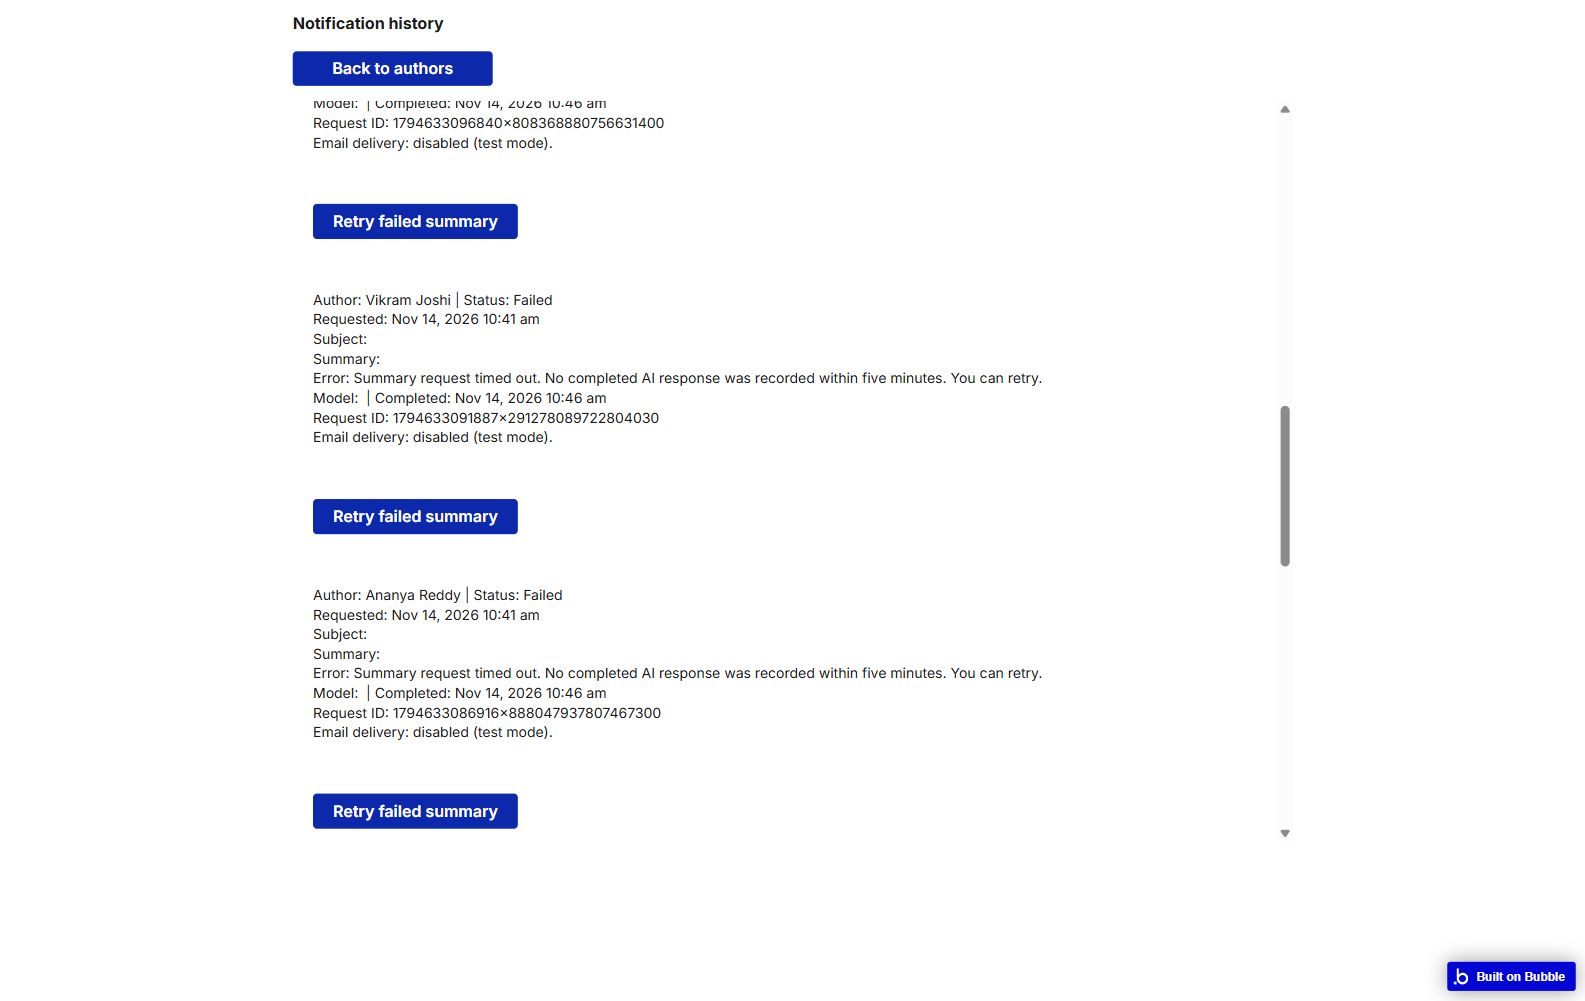 Notification history
Back to authors
Model: | Completed: Nov 14, 2026 10:46 am
Request ID: 1794633096840×808368880756631400
Email delivery: disabled (test mode).
Retry failed summary
Author: Vikram Joshi | Status: Failed
Requested: Nov 14, 2026 10:41 am
Subject:
Summary:
Error: Summary request timed out. No completed AI response was recorded within five minutes. You can retry.
Model: | Completed: Nov 14, 2026 10:46 am
Request ID: 1794633091887×291278089722804030
Email delivery: disabled (test mode).
Retry failed summary
Author: Ananya Reddy | Status: Failed
Requested: Nov 14, 2026 10:41 am
Subject:
Summary:
Error: Summary request timed out. No completed AI response was recorded within five minutes. You can retry.
Model: | Completed: Nov 14, 2026 10:46 am
Request ID: 1794633086916×888047937807467300
Email delivery: disabled (test mode).
Retry failed summary
Built on Bubble